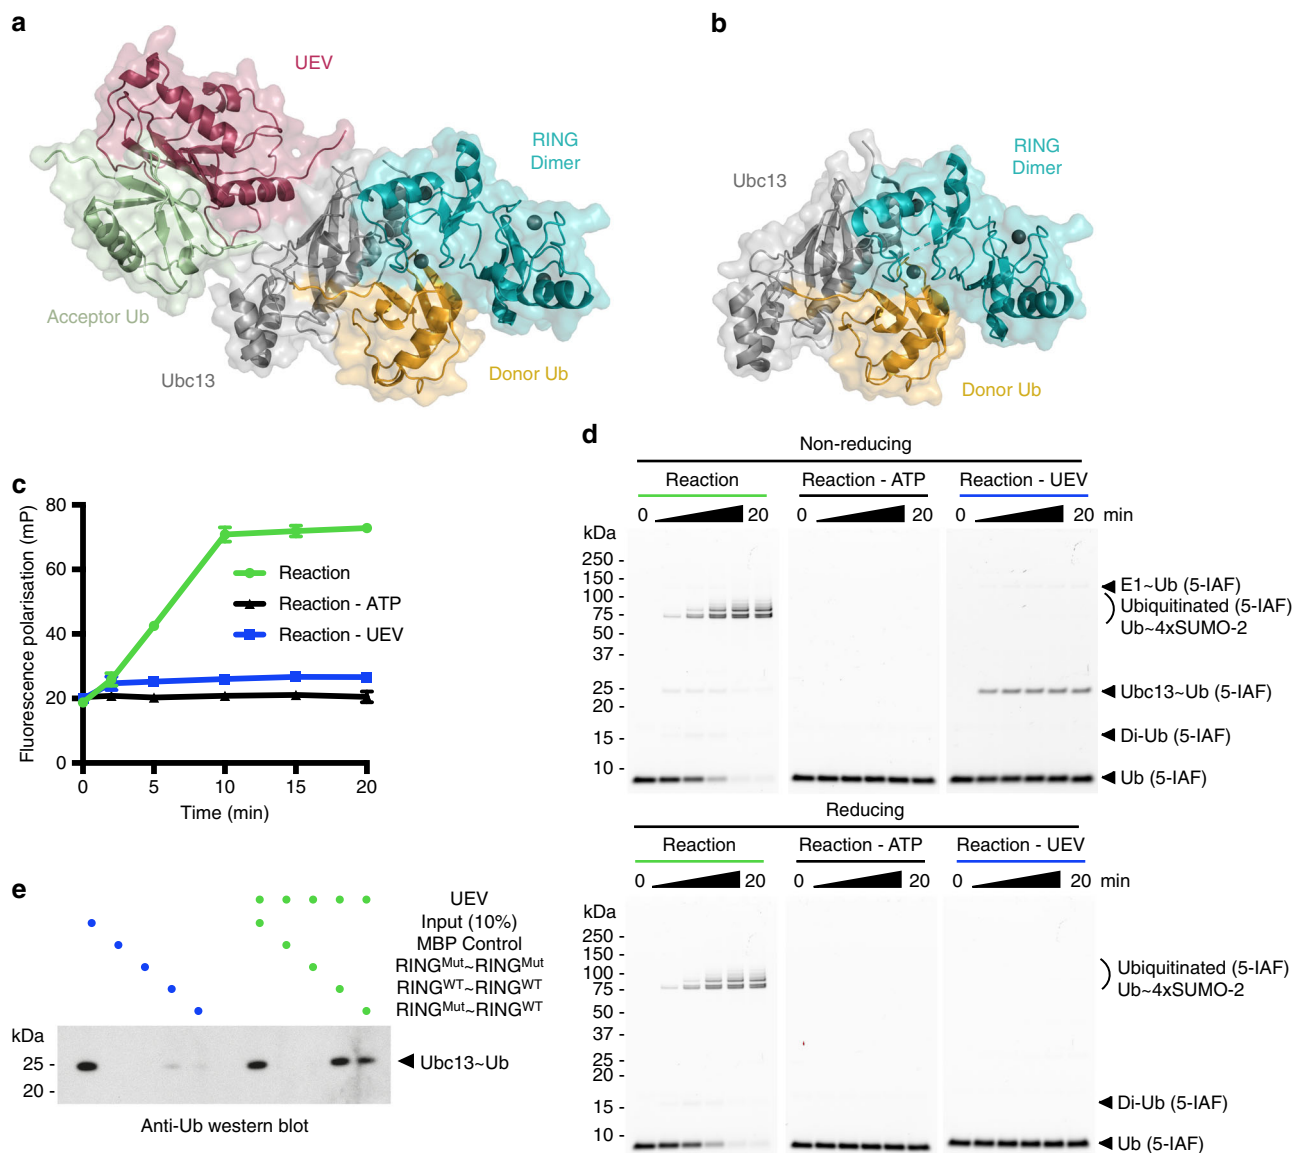 a
UEV
RING
Dimer
Acceptor Ub
Ubc13
Donor Ub
b
Ubc13
RING
Dimer
Donor Ub
c
Fluorescence polarisation (mP)
80
60
40
20
0
0 5 10 15 20
Time (min)
Reaction
Reaction - ATP
Reaction - UEV
d
Non-reducing
Reaction Reaction - ATP Reaction - UEV
0 20 0 20 0 20 min
kDa
250 -
150 -
100 -
75 -
50 -
37 -
25 -
20 -
15 -
10 -
E1~Ub (5-IAF)
Ubiquitinated (5-IAF)
Ub~4xSUMO-2
Ubc13~Ub (5-IAF)
Di-Ub (5-IAF)
Ub (5-IAF)
Reducing
Reaction Reaction - ATP Reaction - UEV
0 20 0 20 0 20 min
kDa
250 -
150 -
100 -
75 -
50 -
37 -
25 -
20 -
15 -
10 -
Ubiquitinated (5-IAF)
Ub~4xSUMO-2
Di-Ub (5-IAF)
Ub (5-IAF)
e
UEV
Input (10%)
MBP Control
RING^Mut~RING^Mut
RING^WT~RING^WT
RING^Mut~RING^WT
kDa
25 -
20 -
Ubc13~Ub
Anti-Ub western blot